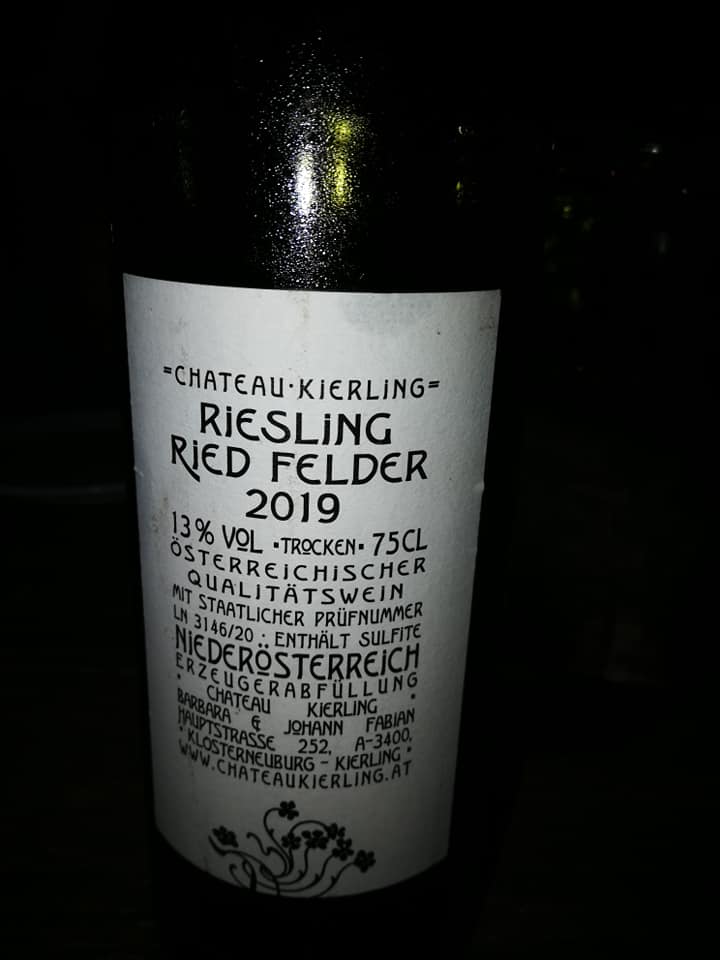 =CHATEAU·KiERLiNG=
RiESLiNG
RiED FELDER
2019
13% VOL ·TROCKEN· 75CL
ÖSTERREiCHiSCHER
QUALiTÄTSWEiN
MiT STAATLiCHER PRÜFNUMMER
LN 3146/20 : ENTHÄLT SULFiTE
NiEDERÖSTERREiCH
ERZEUGERABFÜLLUNG
* CHATEAU KiERLiNG *
BARBARA & JOHANN FABiAN
HAUPTSTRASSE 252, A-3400,
*KLOSTERNEUBURG - KiERLiNG*
WWW.CHATEAUKiERLiNG.AT